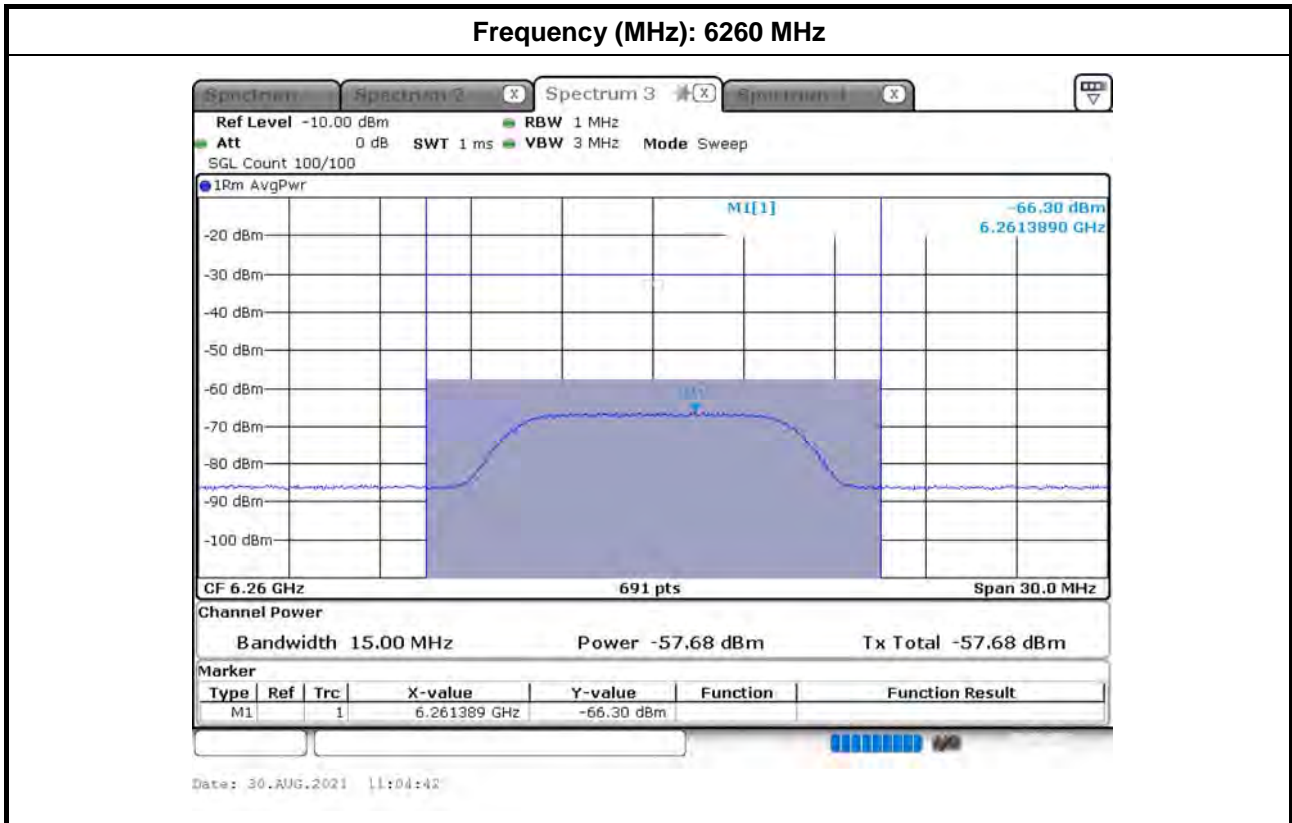 Frequency (MHz): 6260 MHz
Spectrum Spectrum 2 X Spectrum 3 X X
Ref Level -10.00 dBm RBW 1 MHz
Att 0 dB SWT 1 ms VBW 3 MHz Mode Sweep
SGL Count 100/100
1Rm AvgPwr
M1[1] -66.30 dBm
6.2613890 GHz
-20 dBm
-30 dBm
-40 dBm
-50 dBm
-60 dBm
M1
-70 dBm
-80 dBm
-90 dBm
-100 dBm
CF 6.26 GHz 691 pts Span 30.0 MHz
Channel Power
Bandwidth 15.00 MHz Power -57.68 dBm Tx Total -57.68 dBm
Marker
Type Ref Trc X-value Y-value Function Function Result
M1 1 6.261389 GHz -66.30 dBm
Date: 30.AUG.2021 11:04:42